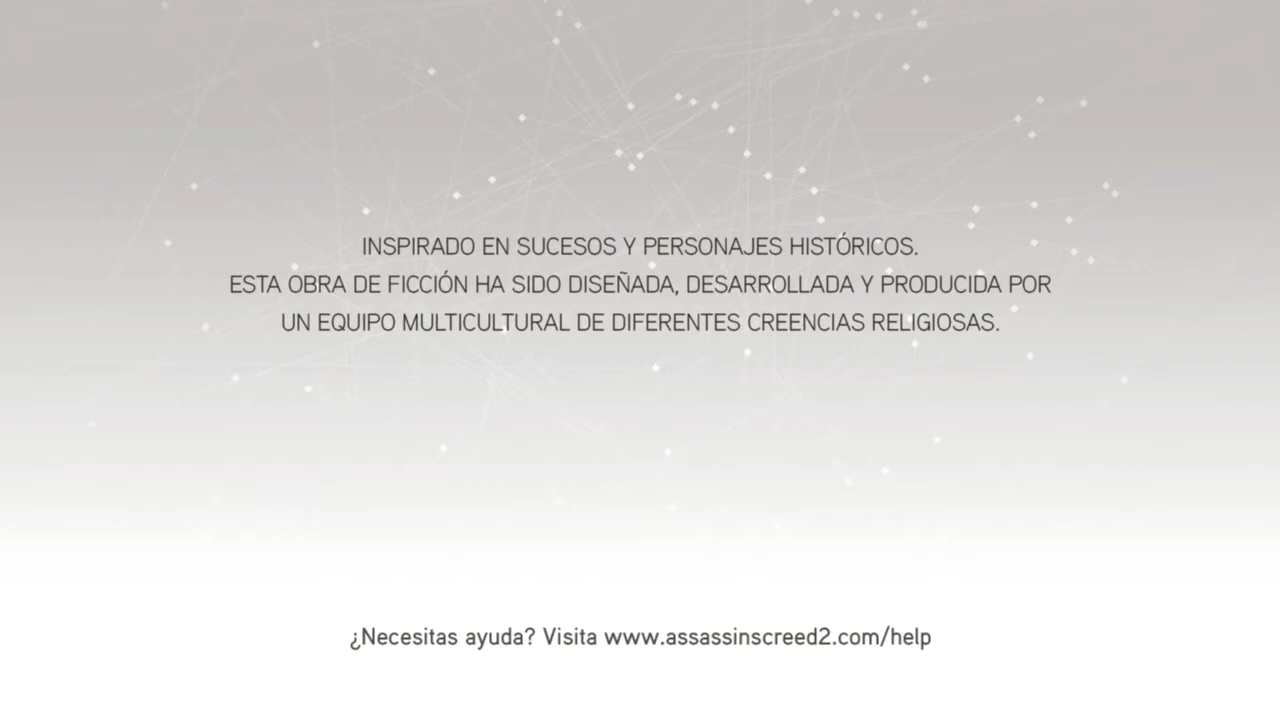 INSPIRADO EN SUCESOS Y PERSONAJES HISTÓRICOS.
ESTA OBRA DE FICCIÓN HA SIDO DISEÑADA, DESARROLLADA Y PRODUCIDA POR
UN EQUIPO MULTICULTURAL DE DIFERENTES CREENCIAS RELIGIOSAS.
¿Necesitas ayuda? Visita www.assassinscreed2.com/help